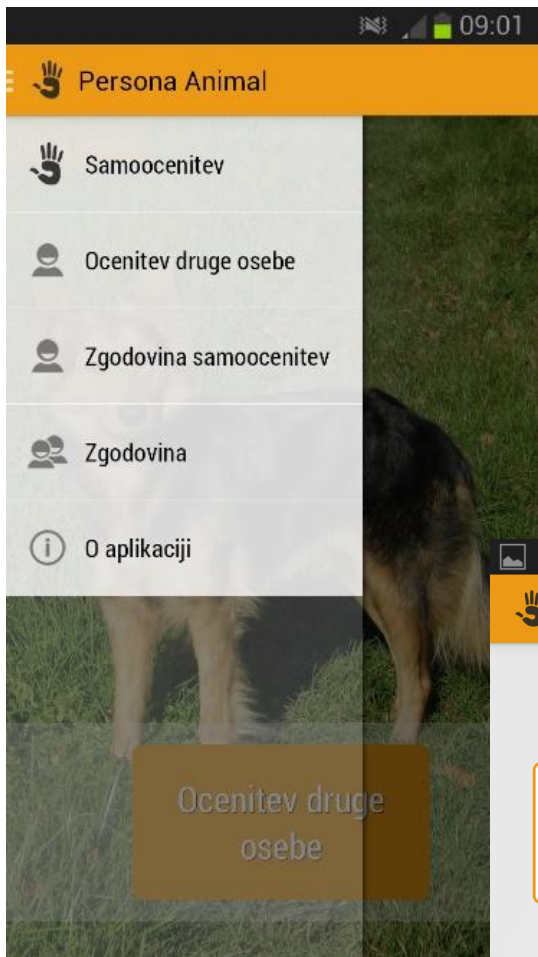 09:01
Persona Animal
Samoocenitev
Ocenitev druge osebe
Zgodovina samoocenitev
Zgodovina
O aplikaciji
Ocenitev druge
osebe